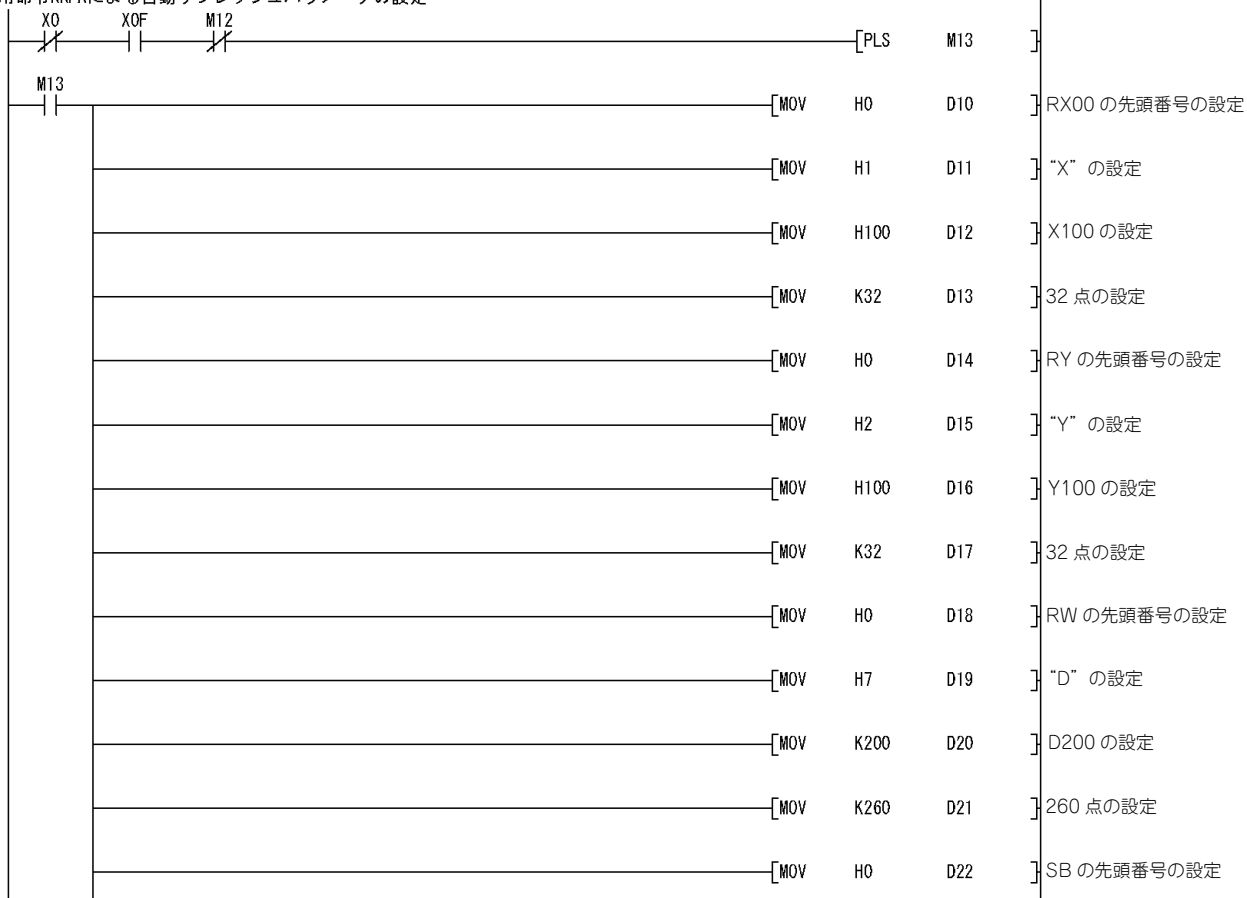 X0 X0F M12
[PLS M13 ]
M13
[MOV H0 D10 ] RX00 の先頭番号の設定
[MOV H1 D11 ] “X” の設定
[MOV H100 D12 ] X100 の設定
[MOV K32 D13 ] 32 点の設定
[MOV H0 D14 ] RY の先頭番号の設定
[MOV H2 D15 ] “Y” の設定
[MOV H100 D16 ] Y100 の設定
[MOV K32 D17 ] 32 点の設定
[MOV H0 D18 ] RW の先頭番号の設定
[MOV H7 D19 ] “D” の設定
[MOV K200 D20 ] D200 の設定
[MOV K260 D21 ] 260 点の設定
[MOV H0 D22 ] SB の先頭番号の設定